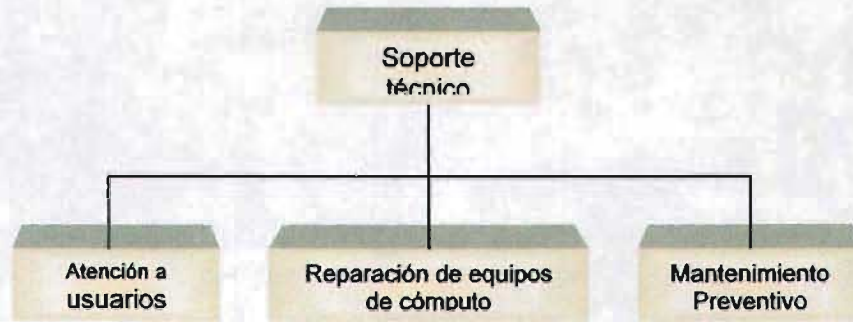 Soporte
técnico
Atención a
usuarios
Reparación de equipos
de cómputo
Mantenimiento
Preventivo